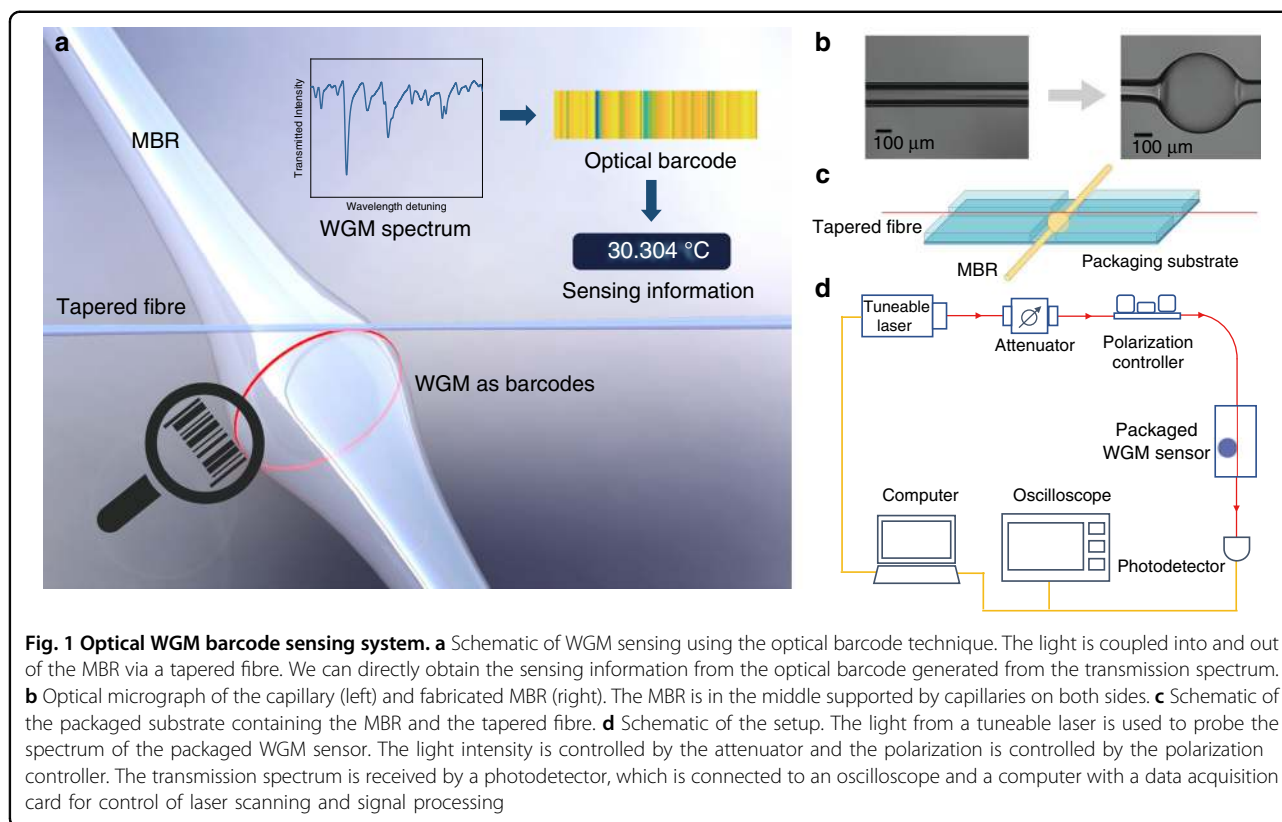 a
Transmitted Intensity
Wavelength detuning
WGM spectrum
Optical barcode
30.304 °C
Sensing information
MBR
Tapered fibre
WGM as barcodes
b
100 µm
100 µm
c
Tapered fibre
MBR
Packaging substrate
d
Tuneable
laser
Attenuator
Polarization
controller
Packaged
WGM sensor
Computer
Oscilloscope
Photodetector
Fig. 1 Optical WGM barcode sensing system. a Schematic of WGM sensing using the optical barcode technique. The light is coupled into and out
of the MBR via a tapered fibre. We can directly obtain the sensing information from the optical barcode generated from the transmission spectrum.
b Optical micrograph of the capillary (left) and fabricated MBR (right). The MBR is in the middle supported by capillaries on both sides. c Schematic of
the packaged substrate containing the MBR and the tapered fibre. d Schematic of the setup. The light from a tuneable laser is used to probe the
spectrum of the packaged WGM sensor. The light intensity is controlled by the attenuator and the polarization is controlled by the polarization
controller. The transmission spectrum is received by a photodetector, which is connected to an oscilloscope and a computer with a data acquisition
card for control of laser scanning and signal processing